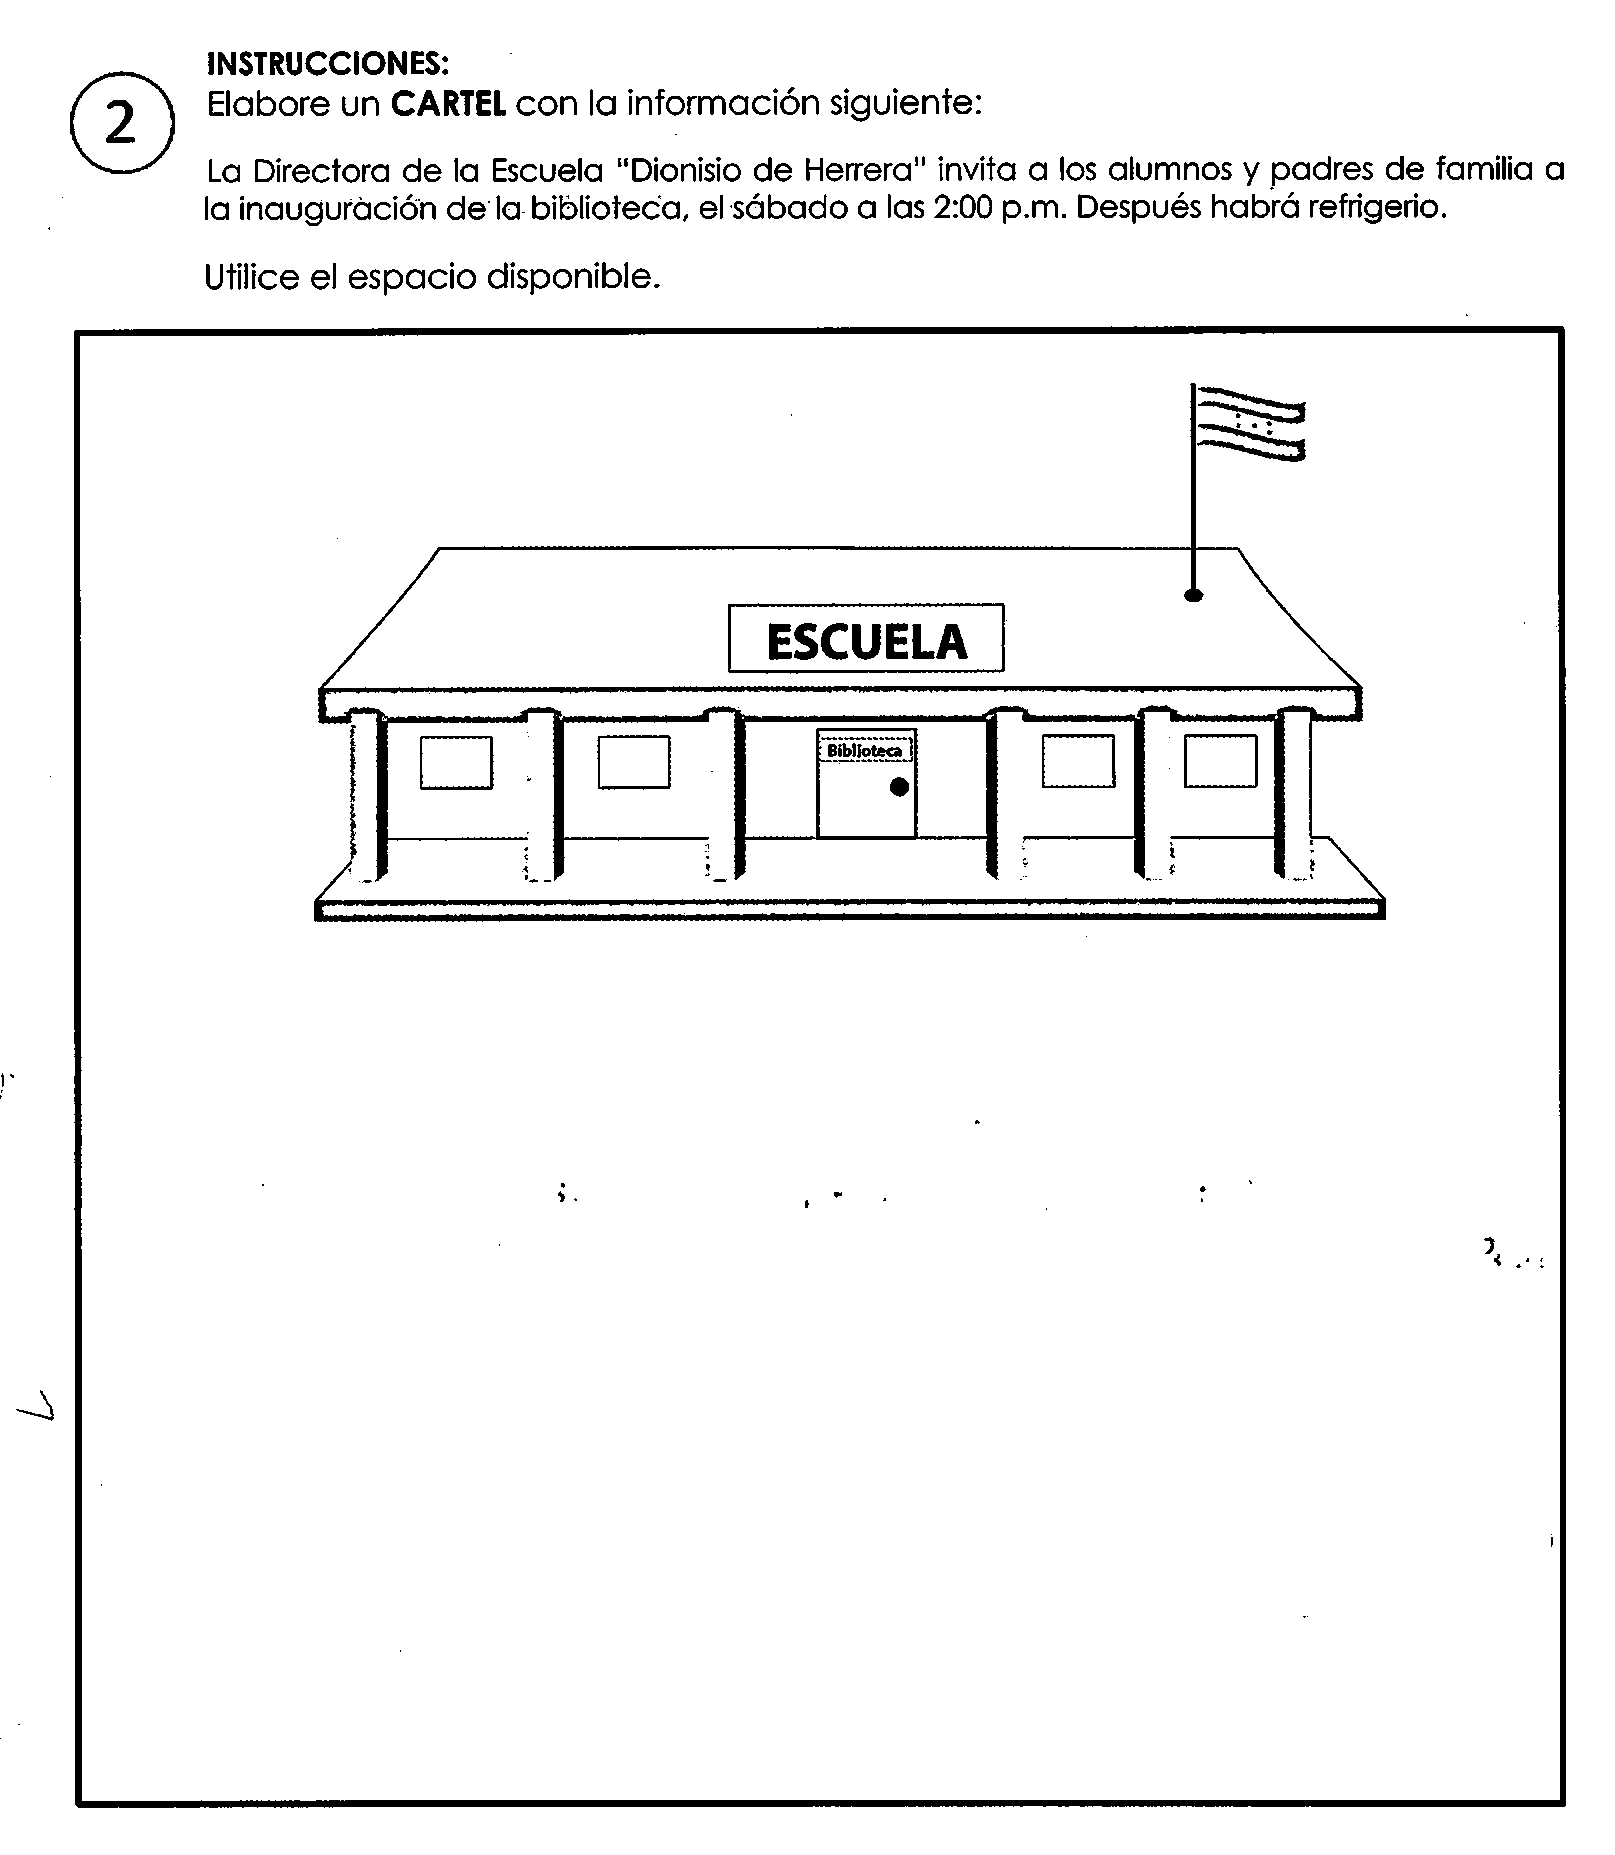 INSTRUCCIONES:
2
Elabore un CARTEL con la información siguiente:
La Directora de la Escuela "Dionisio de Herrera" invita a los alumnos y padres de familia a
la inauguración de la biblioteca, el sábado a las 2:00 p.m. Después habrá refrigerio.
Utilice el espacio disponible.
ESCUELA
Biblioteca